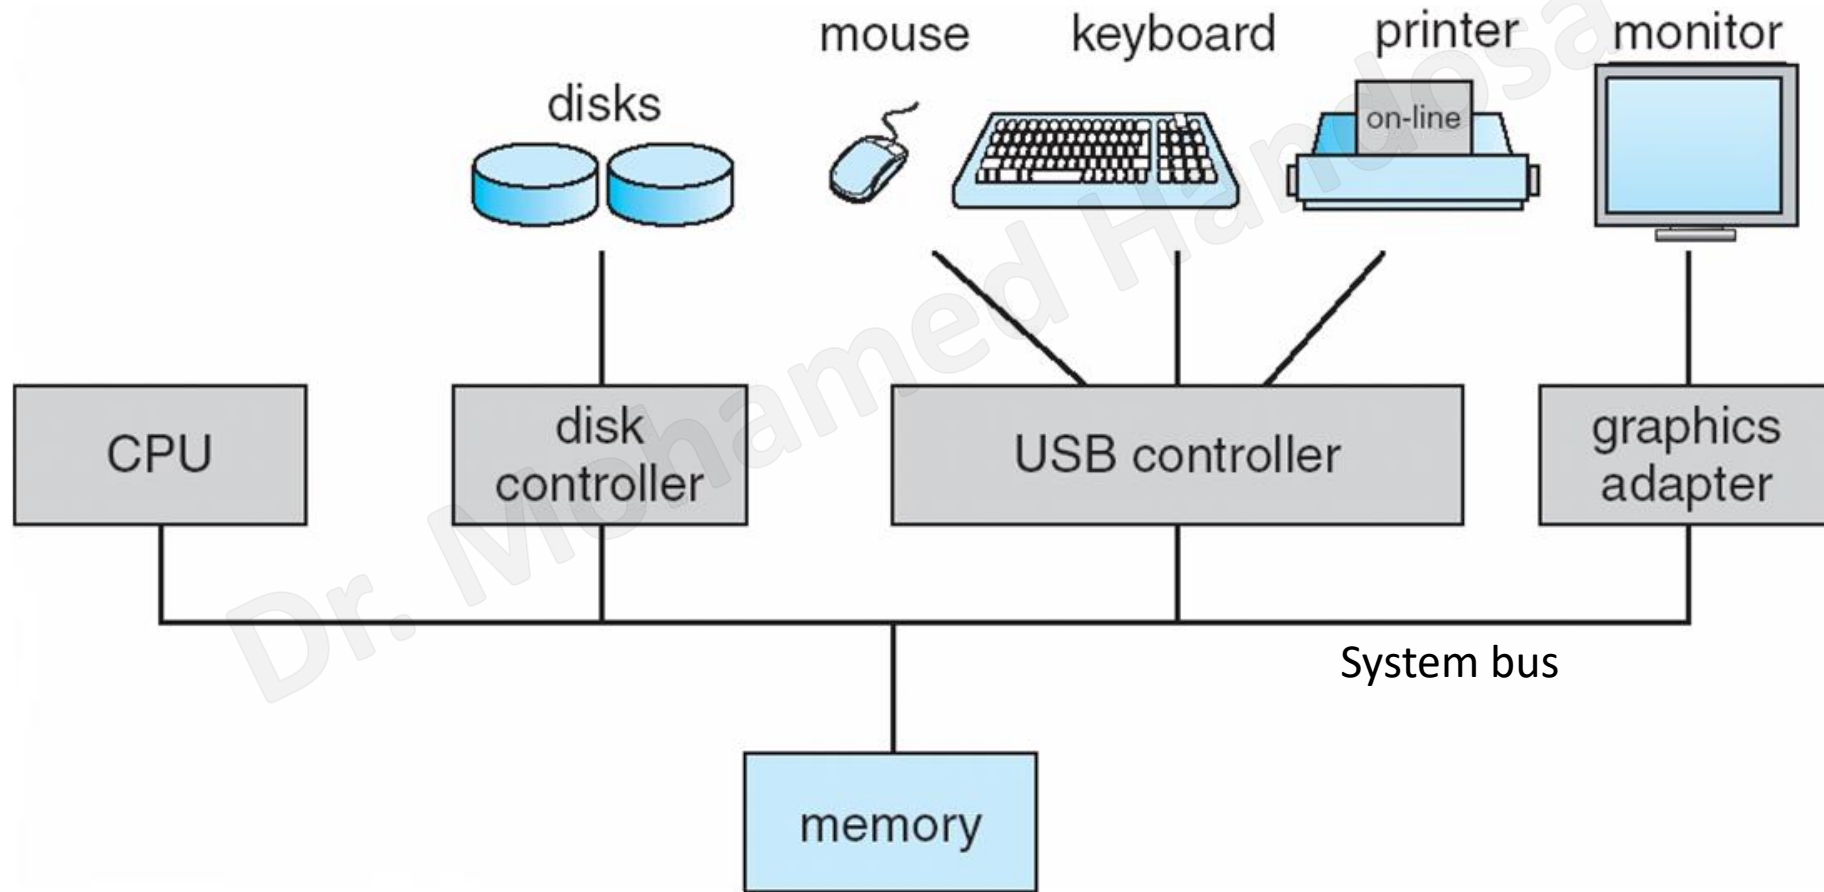 mouse
keyboard
printer
monitor
disks
on-line
CPU
disk
controller
USB controller
graphics
adapter
System bus
memory
Dr. Mohamed Handosa